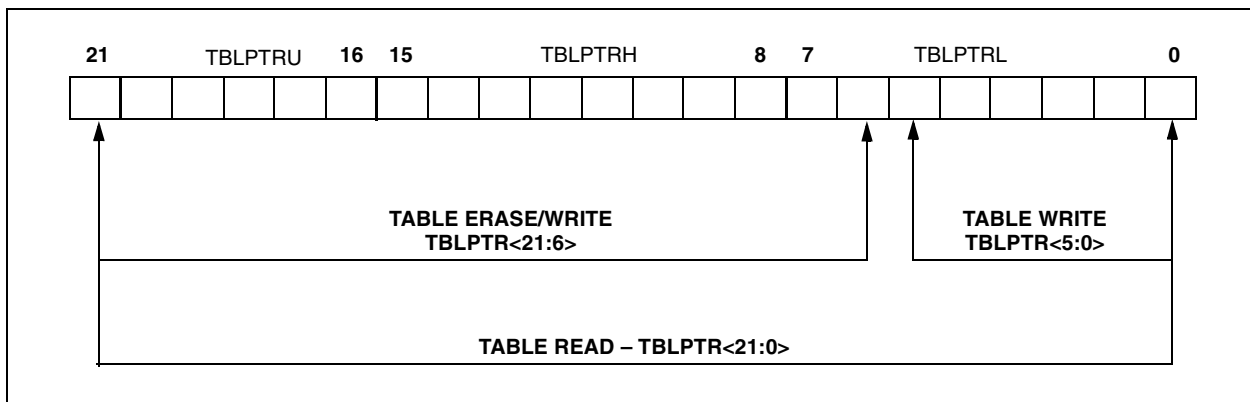 21 TBLPTRU 16 15 TBLPTRH 8 7 TBLPTRL 0
TABLE ERASE/WRITE
TBLPTR<21:6>
TABLE WRITE
TBLPTR<5:0>
TABLE READ – TBLPTR<21:0>